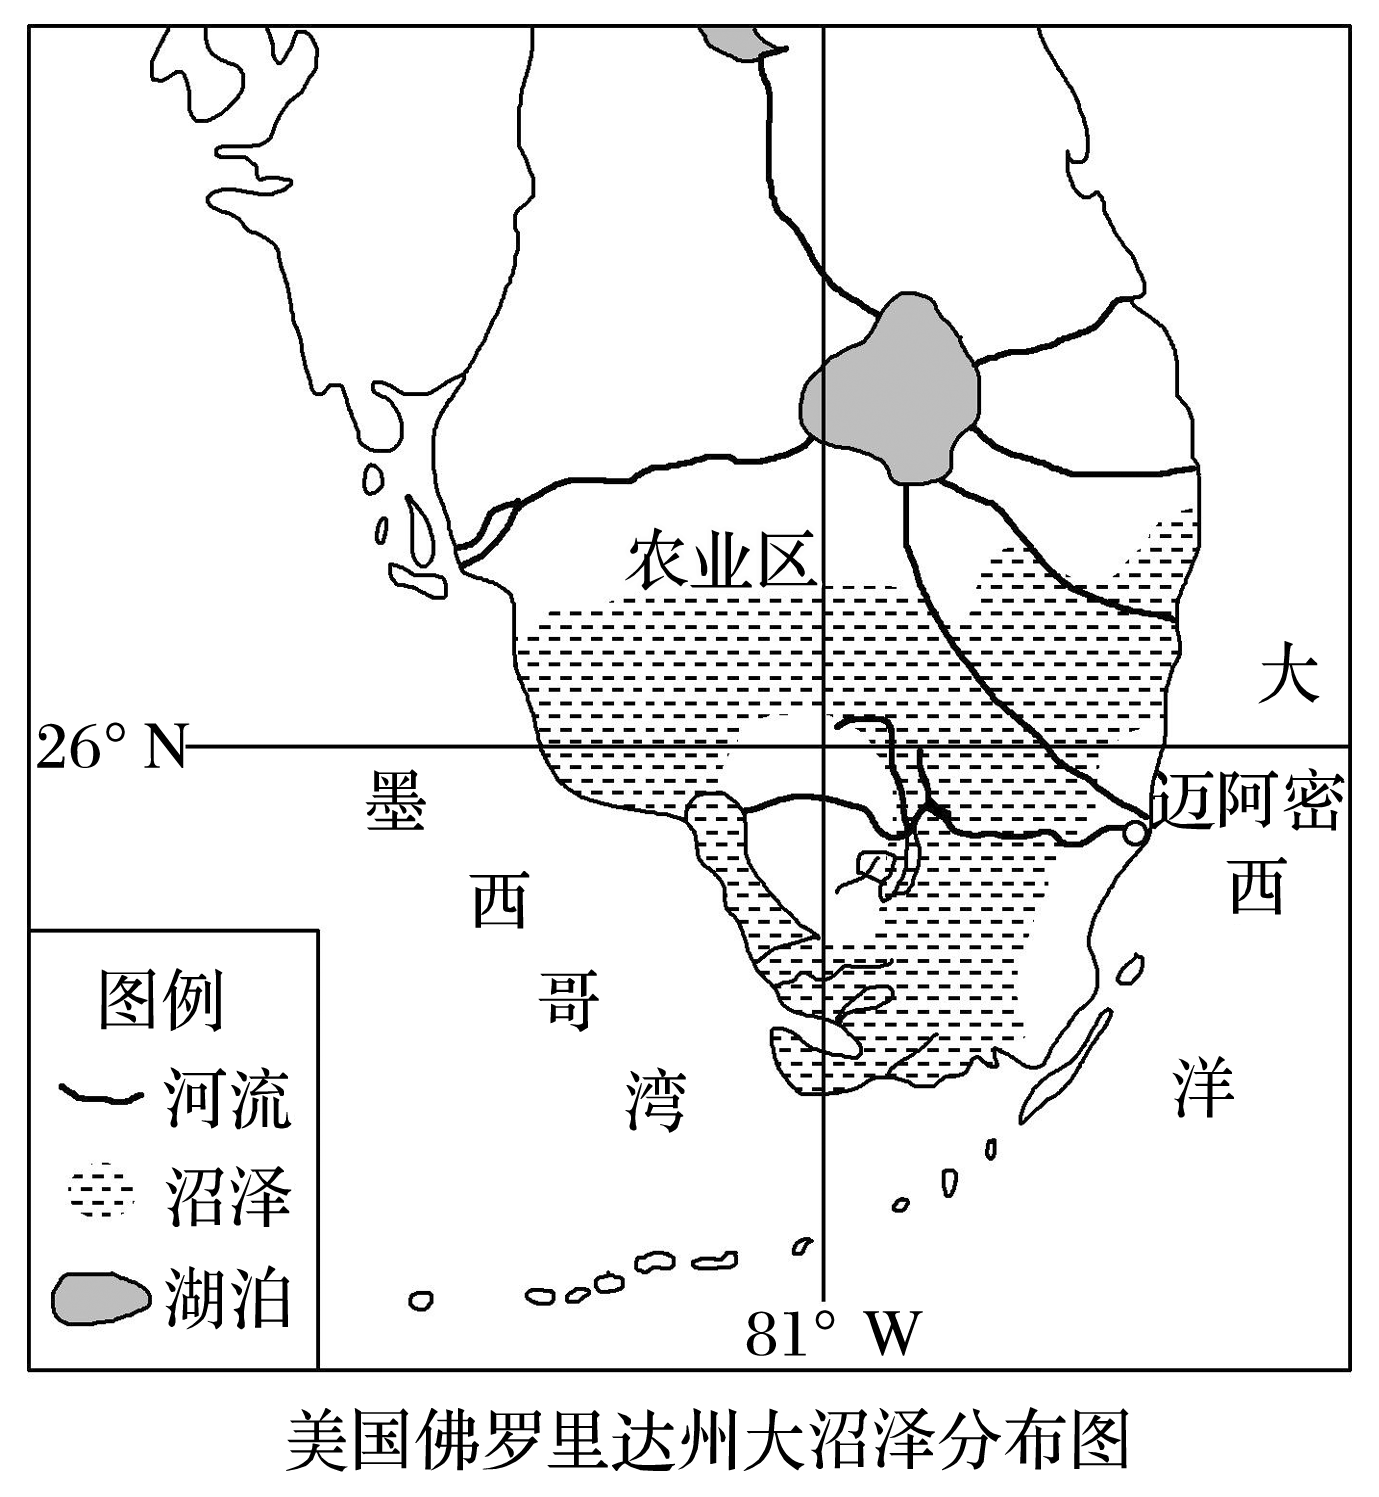 农业区
大
26° N
墨
迈阿密
西
西
哥
湾
洋
图例
河流
沼泽
湖泊
81° W
美国佛罗里达州大沼泽分布图